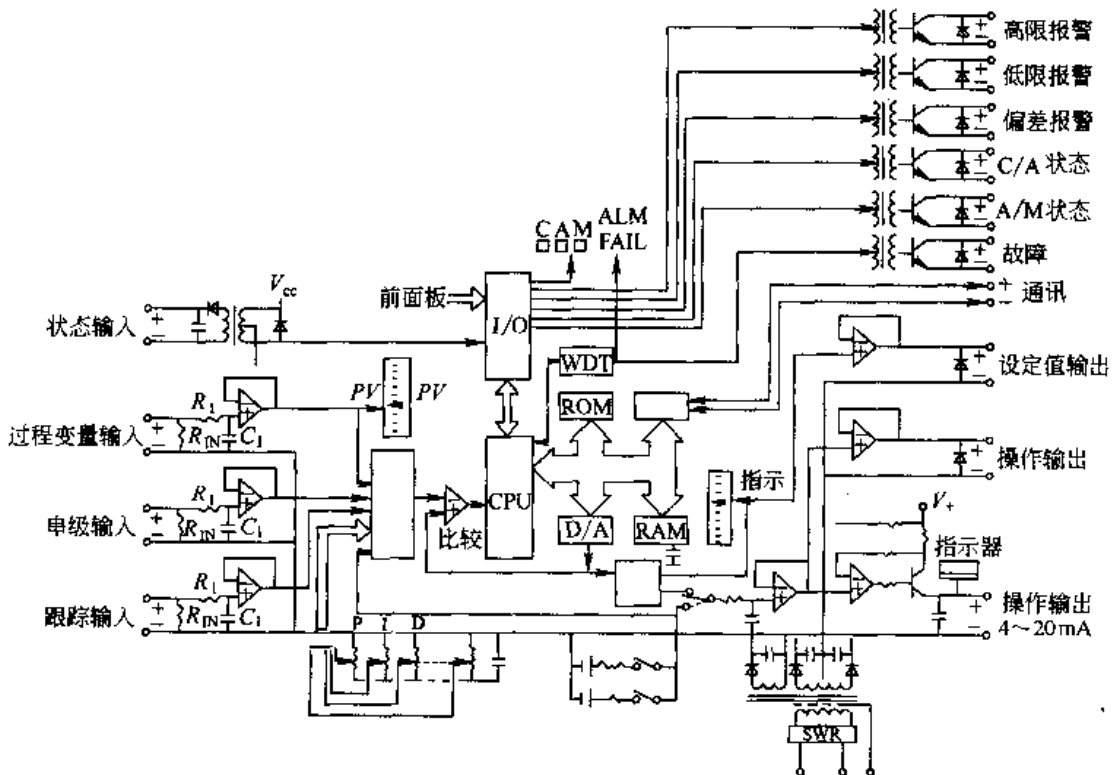 高限报警
低限报警
偏差报警
C/A 状态
A/M 状态
故障
通讯
C A M
ALM
FAIL
前面板
I/O
Vcc
状态输入
WDT
设定值输出
PV
PV
ROM
R1
RIN
C1
过程变量输入
操作输出
CPU
指示
比较
R1
RIN
C1
串级输入
D/A
RAM
V+
指示器
R1
RIN
C1
跟踪输入
操作输出
4～20mA
P I D
SWR